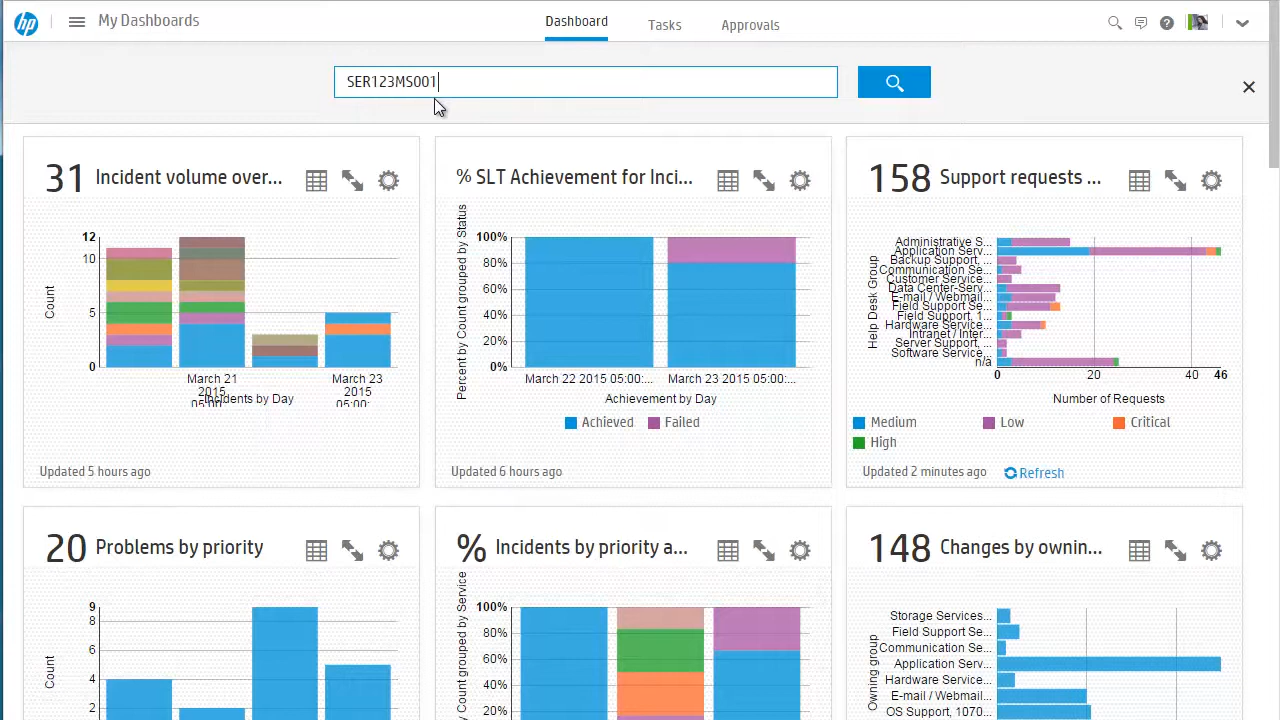 hp
My Dashboards
Dashboard
Tasks
Approvals
SER123MS001
31 Incident volume over...
12
10
5
0
Count
March 21
2015
March 23
2015
05:00:
Incidents by Day
Updated 5 hours ago
% SLT Achievement for Inci...
Percent by Count grouped by Status
100%
80%
60%
40%
20%
0%
March 22 2015 05:00:...
March 23 2015 05:00:...
Achievement by Day
Achieved
Failed
Updated 6 hours ago
158 Support requests ...
Help Desk Group
Administrative S...
Application Serv...
Backup Support, ...
Communication Se...
Customer Service...
Data Center-Serv...
E-mail / Webmail...
Field Support Se...
Field Support, 1...
Hardware Service...
Intranet / Inter...
Server Support, ...
Software Service...
n/a
0
20
40
46
Number of Requests
Medium
Low
Critical
High
Updated 2 minutes ago
Refresh
20 Problems by priority
9
8
6
4
2
Count
% Incidents by priority a...
by Count grouped by Service
100%
80%
60%
40%
20%
148 Changes by ownin...
Owning group
Storage Services...
Field Support Se...
Communication Se...
Application Serv...
Hardware Service...
E-mail / Webmail...
OS Support, 1070...